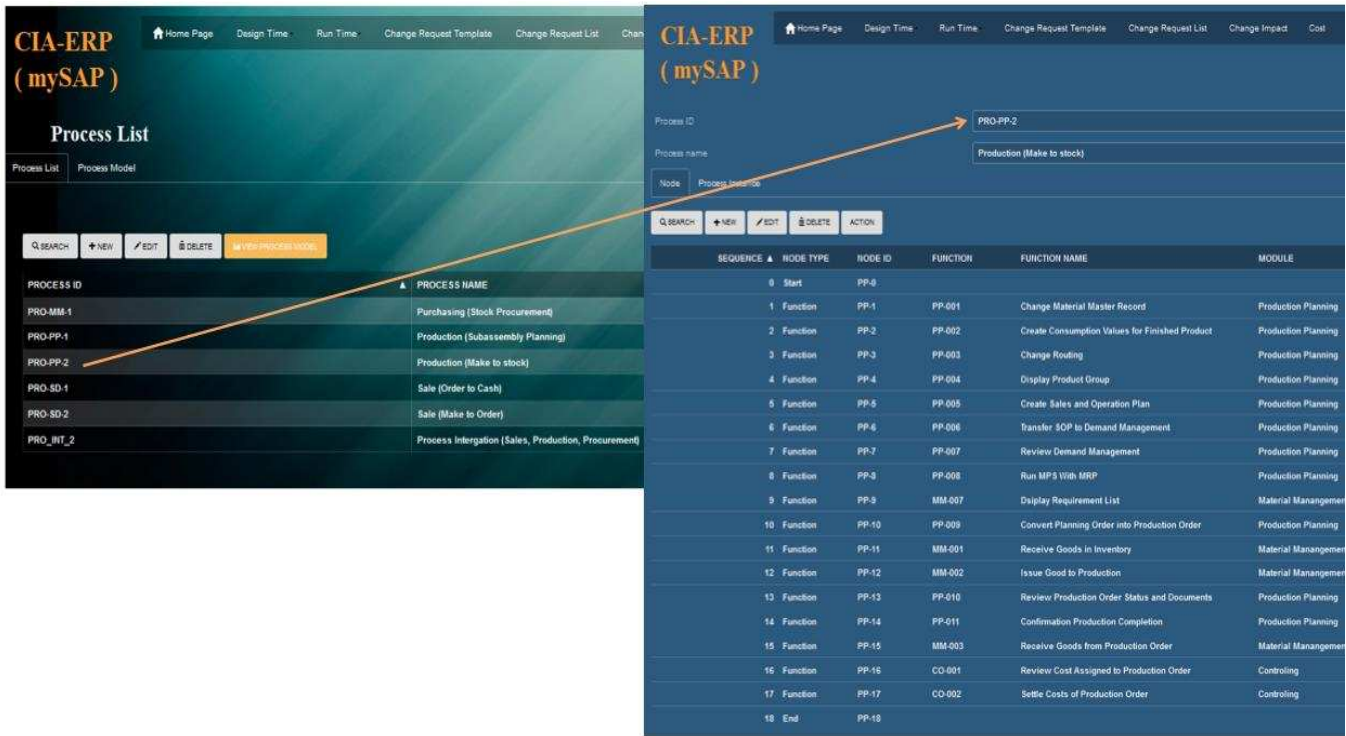 CIA-ERP
( mySAP )
Home Page Design Time Run Time Change Request Template Change Request List Chan
Process List
Process List Process Model
SEARCH NEW EDIT DELETE VIEW PROCESS MODEL
PROCESS ID PROCESS NAME
PRO-MM-1 Purchasing (Stock Procurement)
PRO-PP-1 Production (Subassembly Planning)
PRO-PP-2 Production (Make to stock)
PRO-SD-1 Sale (Order to Cash)
PRO-SD-2 Sale (Make to Order)
PRO_INT_2 Process Intergation (Sales, Production, Procurement)
CIA-ERP
( mySAP )
Home Page Design Time Run Time Change Request Template Change Request List Change Impact Cost
Process ID PRO-PP-2
Process name Production (Make to stock)
Node Process Instance
SEARCH NEW EDIT DELETE ACTION
SEQUENCE NODE TYPE NODE ID FUNCTION FUNCTION NAME MODULE
0 Start PP-0
1 Function PP-1 PP-001 Change Material Master Record Production Planning
2 Function PP-2 PP-002 Create Consumption Values for Finished Product Production Planning
3 Function PP-3 PP-003 Change Routing Production Planning
4 Function PP-4 PP-004 Display Product Group Production Planning
5 Function PP-5 PP-005 Create Sales and Operation Plan Production Planning
6 Function PP-6 PP-006 Transfer SOP to Demand Management Production Planning
7 Function PP-7 PP-007 Review Demand Management Production Planning
8 Function PP-8 PP-008 Run MPS With MRP Production Planning
9 Function PP-9 MM-007 Dsiplay Requirement List Material Manangemen
10 Function PP-10 PP-009 Convert Planning Order into Production Order Production Planning
11 Function PP-11 MM-001 Receive Goods in Inventory Material Manangemen
12 Function PP-12 MM-002 Issue Good to Production Material Manangemen
13 Function PP-13 PP-010 Review Production Order Status and Documents Production Planning
14 Function PP-14 PP-011 Confirmation Production Completion Production Planning
15 Function PP-15 MM-003 Receive Goods from Production Order Material Manangemen
16 Function PP-16 CO-001 Review Cost Assigned to Production Order Controling
17 Function PP-17 CO-002 Settle Costs of Production Order Controling
18 End PP-18